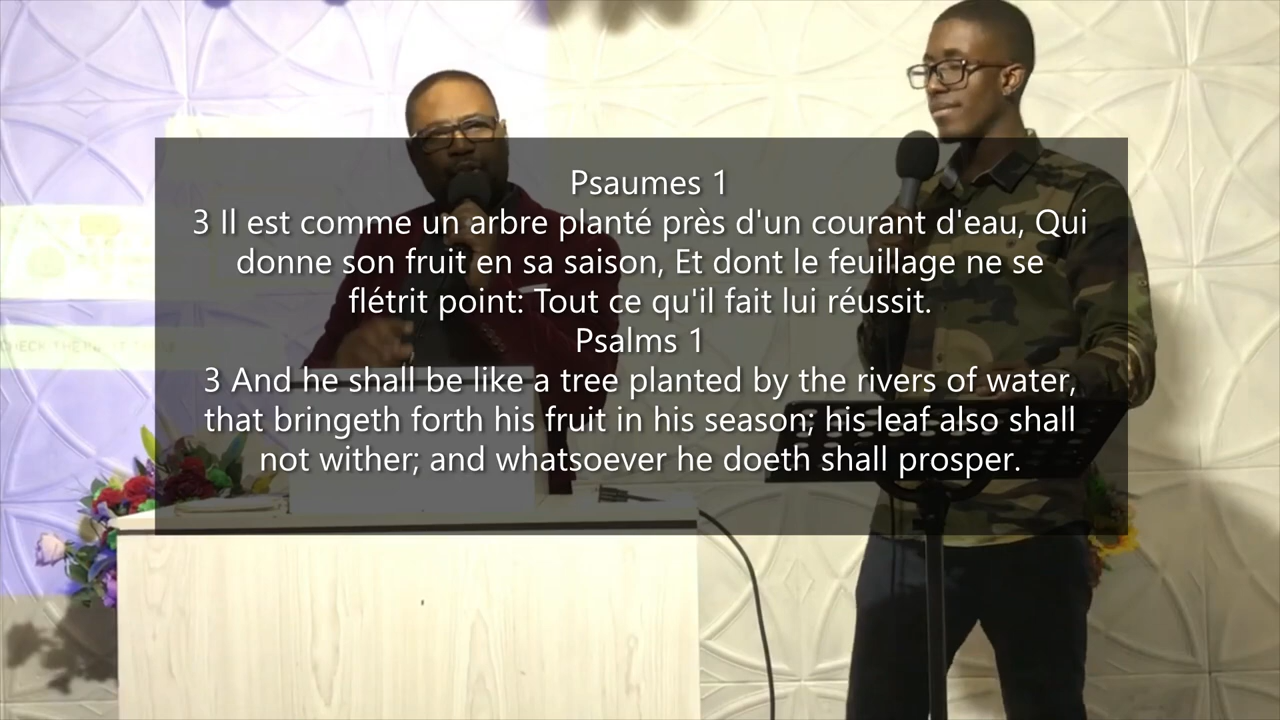 Psaumes 1
3 Il est comme un arbre planté près d'un courant d'eau, Qui
donne son fruit en sa saison, Et dont le feuillage ne se
flétrit point: Tout ce qu'il fait lui réussit.
Psalms 1
3 And he shall be like a tree planted by the rivers of water,
that bringeth forth his fruit in his season; his leaf also shall
not wither; and whatsoever he doeth shall prosper.
CHECK THE